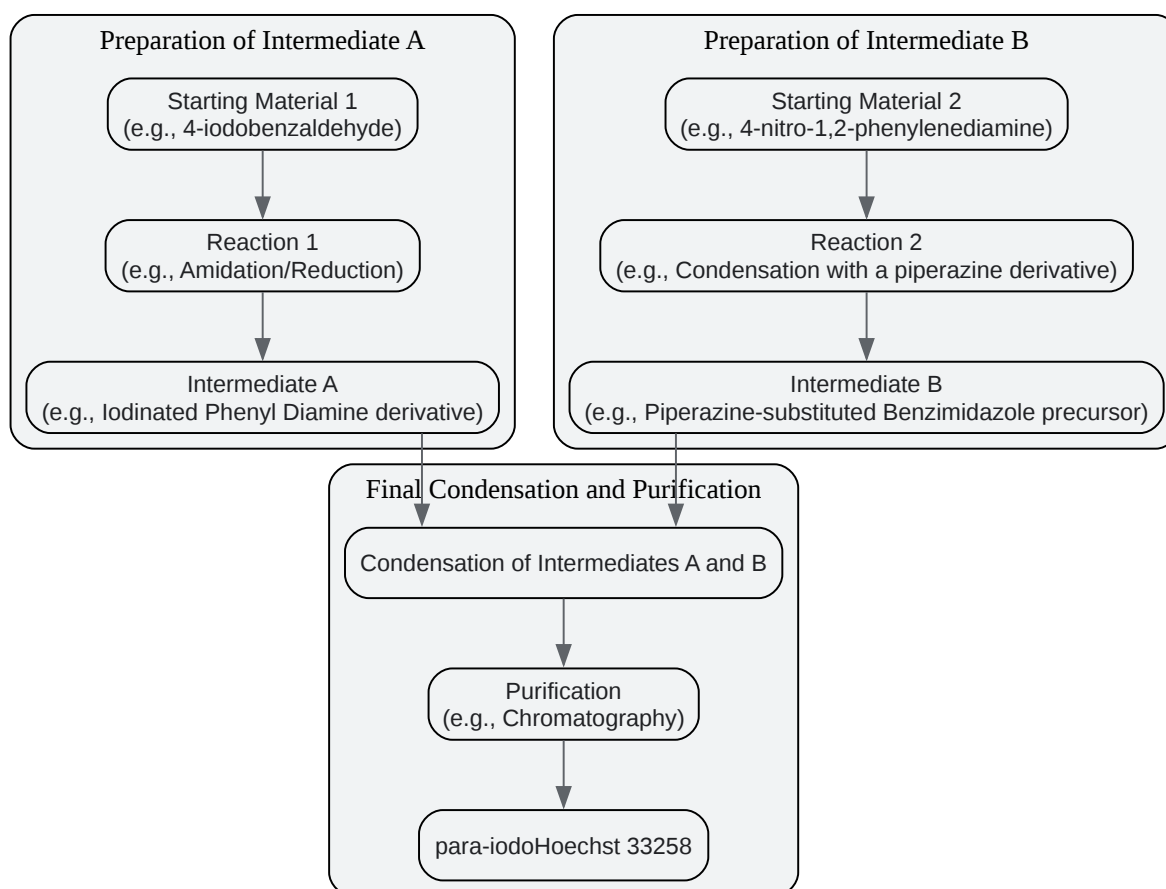 Preparation of Intermediate A
Starting Material 1
(e.g., 4-iodobenzaldehyde)
Reaction 1
(e.g., Amidation/Reduction)
Intermediate A
(e.g., Iodinated Phenyl Diamine derivative)
Preparation of Intermediate B
Starting Material 2
(e.g., 4-nitro-1,2-phenylenediamine)
Reaction 2
(e.g., Condensation with a piperazine derivative)
Intermediate B
(e.g., Piperazine-substituted Benzimidazole precursor)
Final Condensation and Purification
Condensation of Intermediates A and B
Purification
(e.g., Chromatography)
para-iodoHoechst 33258